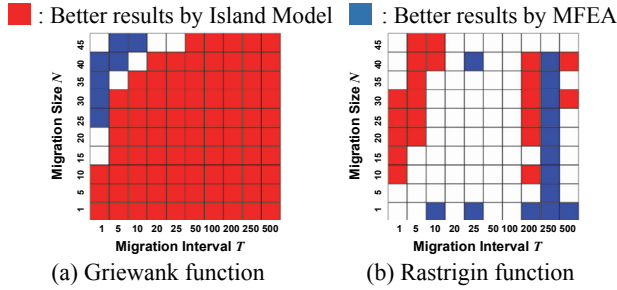 : Better results by Island Model
: Better results by MFEA
Migration Size N
45
40
35
30
25
20
15
10
5
1
1 5 10 20 25 50 100 200 250 500
Migration Interval T
(a) Griewank function
Migration Size N
45
40
35
30
25
20
15
10
5
1
1 5 10 20 25 50 100 200 250 500
Migration Interval T
(b) Rastrigin function